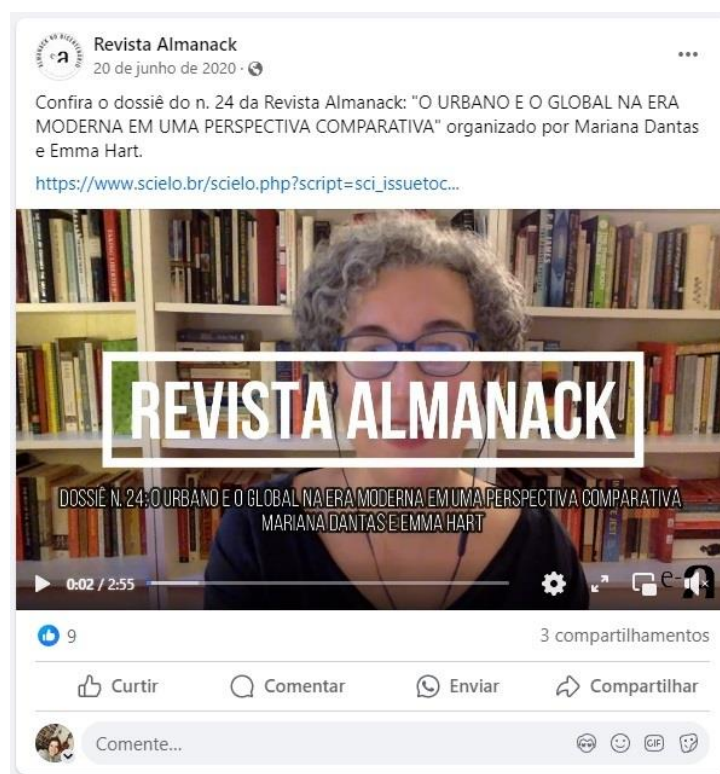 Revista Almanack
20 de junho de 2020 ·
Confira o dossiê do n. 24 da Revista Almanack: "O URBANO E O GLOBAL NA ERA
MODERNA EM UMA PERSPECTIVA COMPARATIVA" organizado por Mariana Dantas
e Emma Hart.
https://www.scielo.br/scielo.php?script=sci_issuetoc...
REVISTA ALMANACK
DOSSIÊ N. 24: O URBANO E O GLOBAL NA ERA MODERNA EM UMA PERSPECTIVA COMPARATIVA
MARIANA DANTAS E EMMA HART
0:02 / 2:55
e-a
9
3 compartilhamentos
Curtir
Comentar
Enviar
Compartilhar
Comente...
GIF